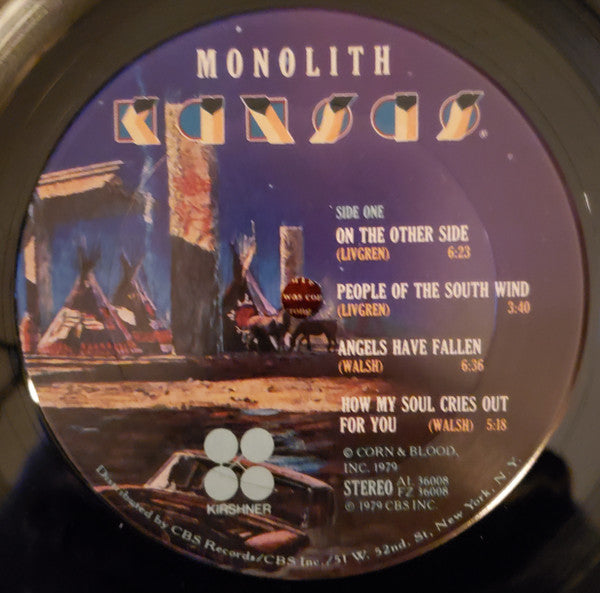 MONOLITH
KANSAS®
SIDE ONE
ON THE OTHER SIDE
(LIVGREN) 6:23
PEOPLE OF THE SOUTH WIND
(LIVGREN) 3:40
ANGELS HAVE FALLEN
(WALSH) 6:36
HOW MY SOUL CRIES OUT
FOR YOU (WALSH) 5:18
© CORN & BLOOD,
INC. 1979
STEREO AL 36008
FZ 36008
℗ 1979 CBS INC.
KIRSHNER
Distributed by CBS Records/CBS Inc./51 W. 52nd. St, New York, N.Y.
was cor